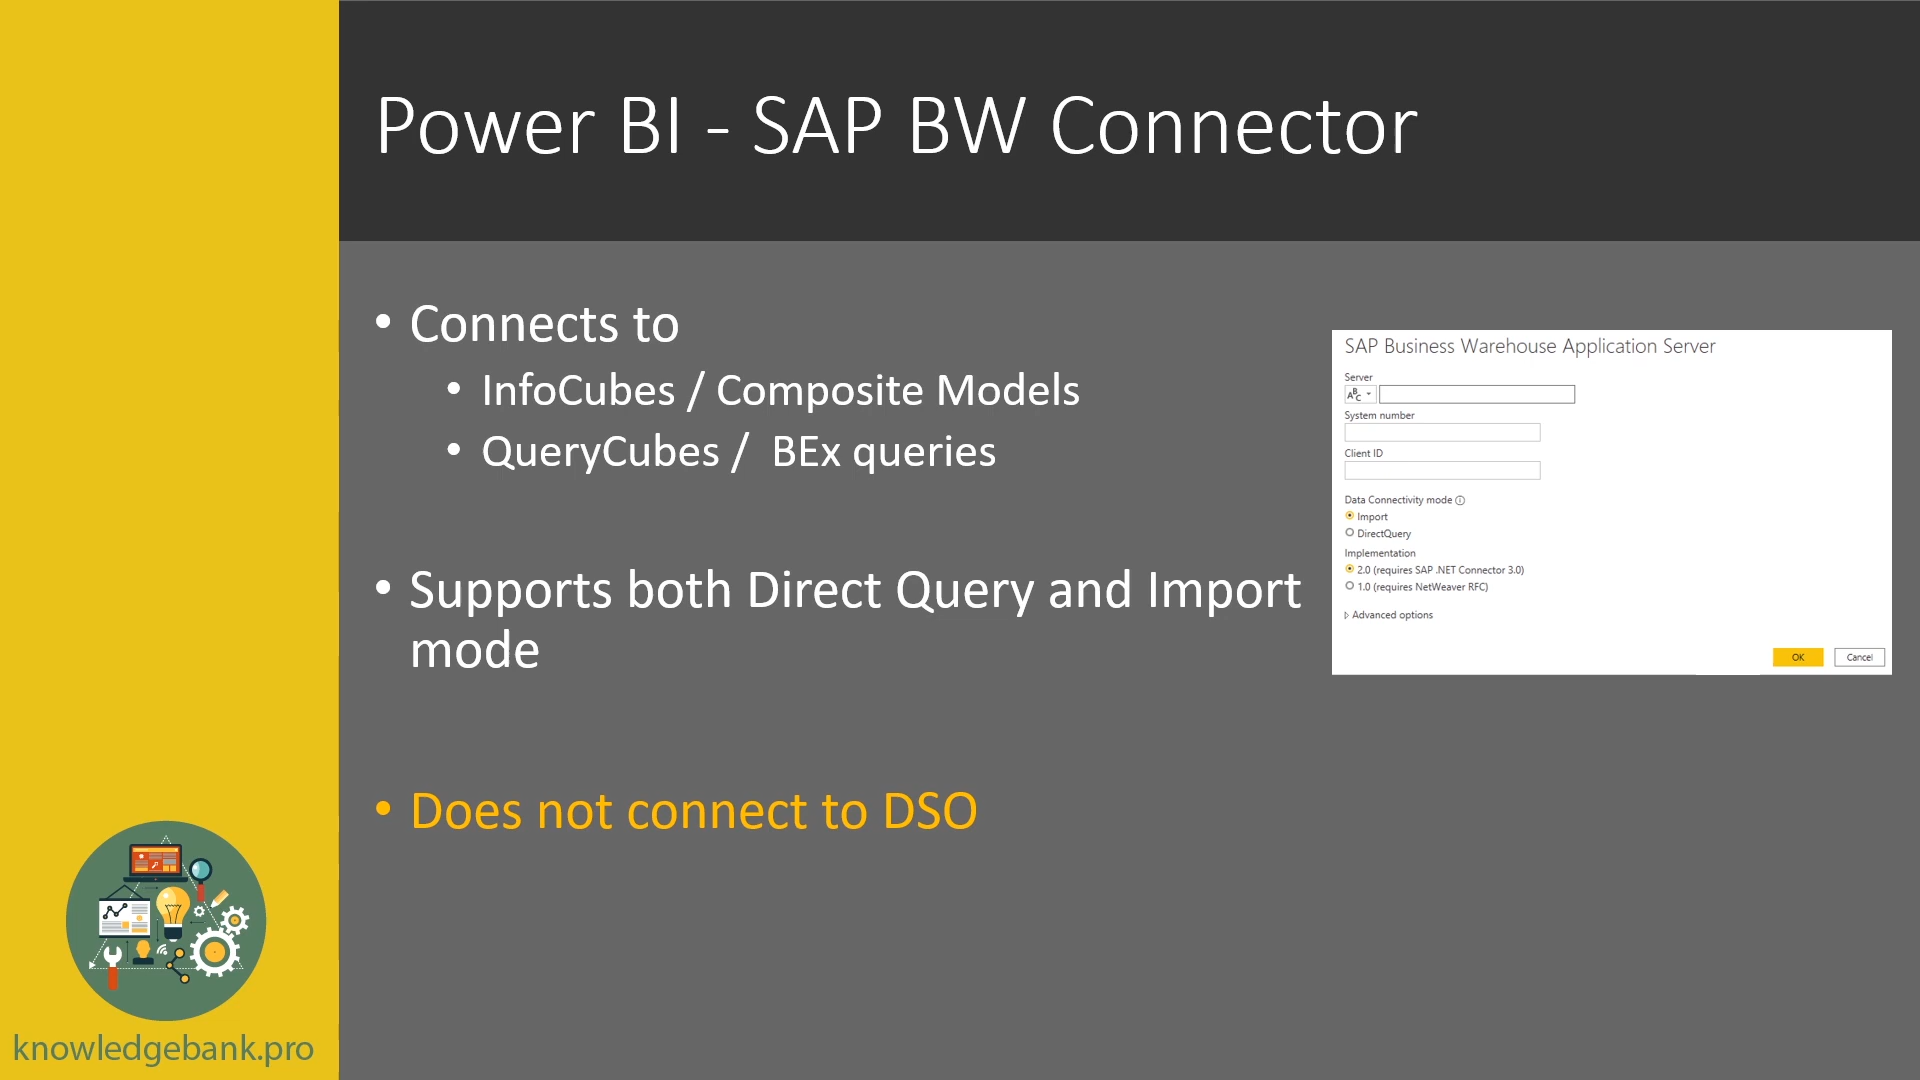 Power BI - SAP BW Connector
• Connects to
• InfoCubes / Composite Models
• QueryCubes / BEx queries
• Supports both Direct Query and Import
mode
• Does not connect to DSO
SAP Business Warehouse Application Server
Server
ABC
System number
Client ID
Data Connectivity mode
Import
DirectQuery
Implementation
2.0 (requires SAP .NET Connector 3.0)
1.0 (requires NetWeaver RFC)
Advanced options
OK Cancel
knowledgebank.pro